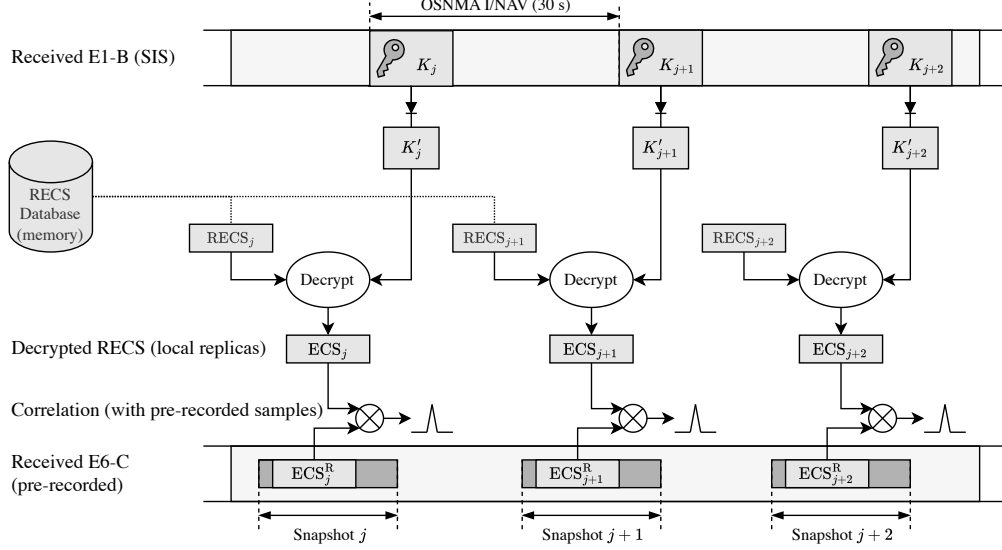 OSNMA I/NAV (30 s)
Received E1-B (SIS)
K_j
K_{j+1}
K_{j+2}
K'_j
K'_{j+1}
K'_{j+2}
RECS
Database
(memory)
RECS_j
RECS_{j+1}
RECS_{j+2}
Decrypt
Decrypt
Decrypt
Decrypted RECS (local replicas)
ECS_j
ECS_{j+1}
ECS_{j+2}
Correlation (with pre-recorded samples)
Received E6-C
(pre-recorded)
ECS^R_j
ECS^R_{j+1}
ECS^R_{j+2}
Snapshot j
Snapshot j + 1
Snapshot j + 2